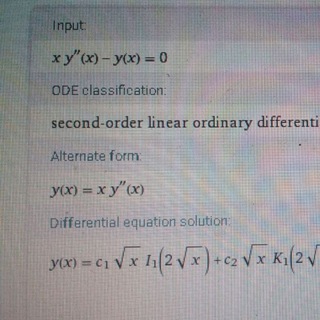 Input:
x y″(x) − y(x) = 0
ODE classification:
second-order linear ordinary
Alternate form:
y(x) = x y″(x)
Differential equation solution:
y(x) = c₁ √x I₁(2 √x) + c₂ √x K₁(2 √